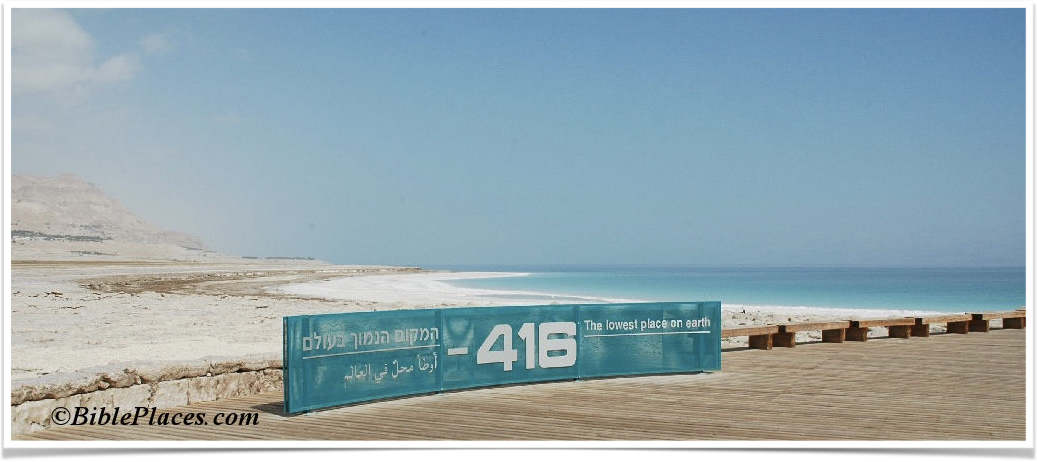 המקום הנמוך בעולם
أوطأ محلّ في العالم
-416
The lowest place on earth
©BiblePlaces.com